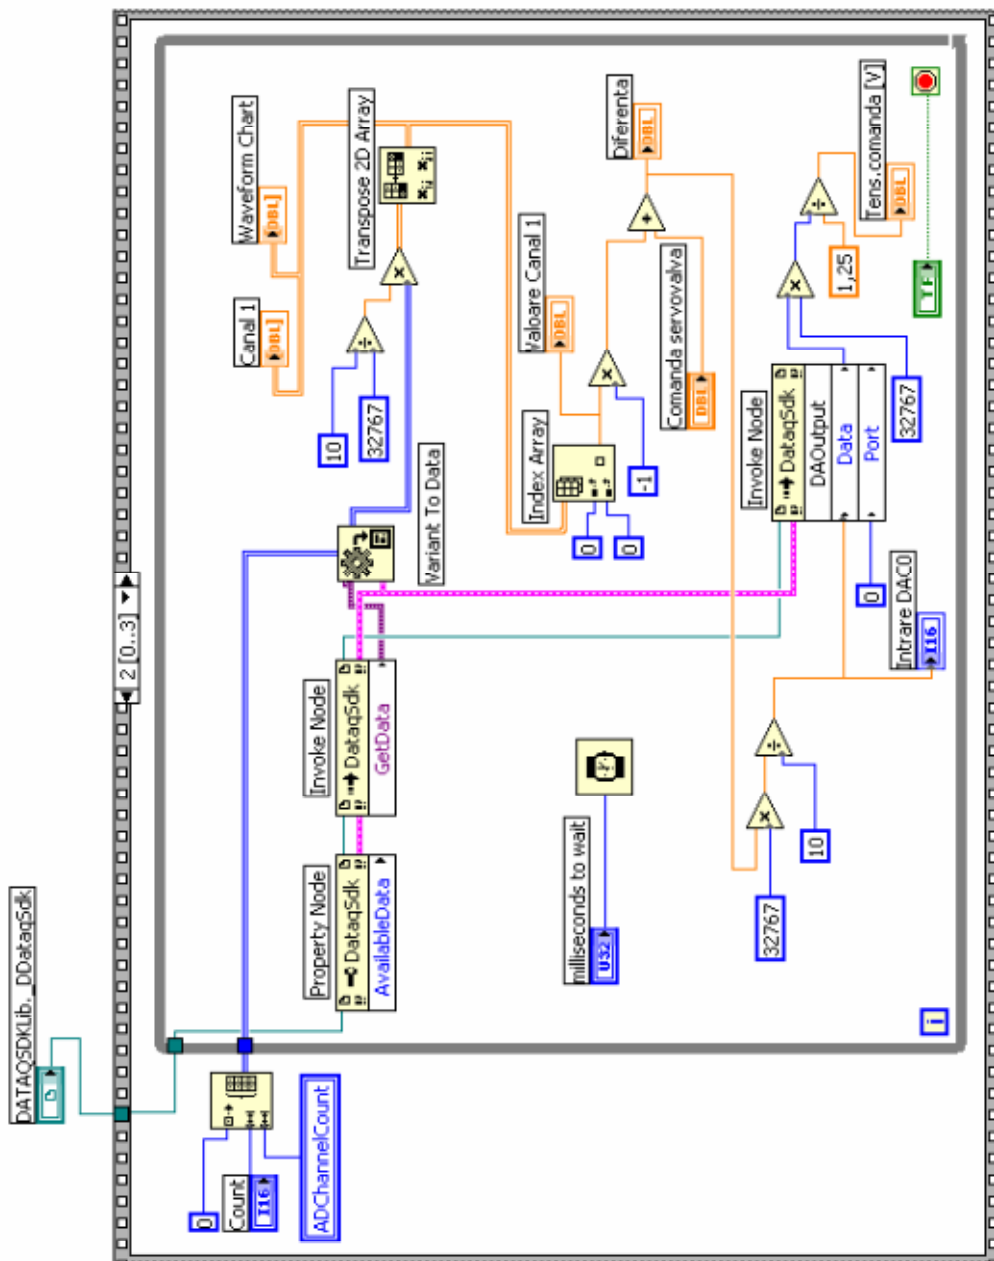 DATAQSDKLib._DDataqSdk
2 [0..3]
0
Count
I16
ADChannelCount
Property Node
DataqSdk
AvailableData
Invoke Node
DataqSdk
GetData
Variant To Data
10
32767
Canal 1
DBL]
Waveform Chart
DBL]
Transpose 2D Array
Index Array
0
0
-1
Valoare Canal 1
DBL
Comanda servovalva
DBL
Diferenta
DBL
milliseconds to wait
U32
32767
10
Intrare DAC0
I16
0
Invoke Node
DataqSdk
DAOutput
Data
Port
32767
1,25
Tens.comanda [V]
DBL
TF
i